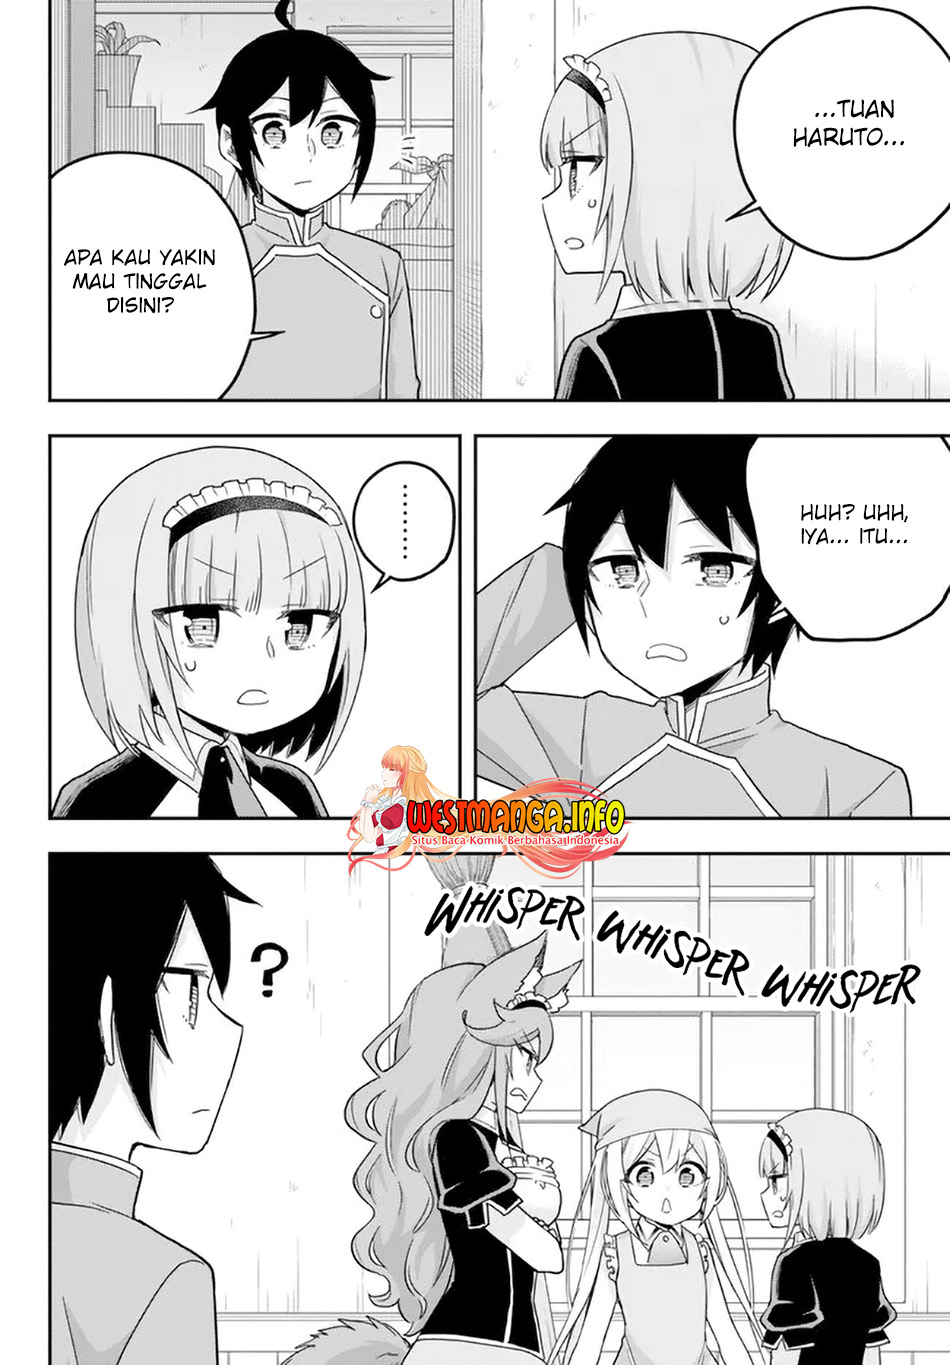 ...TUAN
HARUTO...
APA KAU YAKIN
MAU TINGGAL
DISINI?
HUH? UHH,
IYA... ITU...
.........
WESTMANGA.INFO
Situs Baca Komik Berbahasa Indonesia
WHISPER WHISPER WHISPER
?